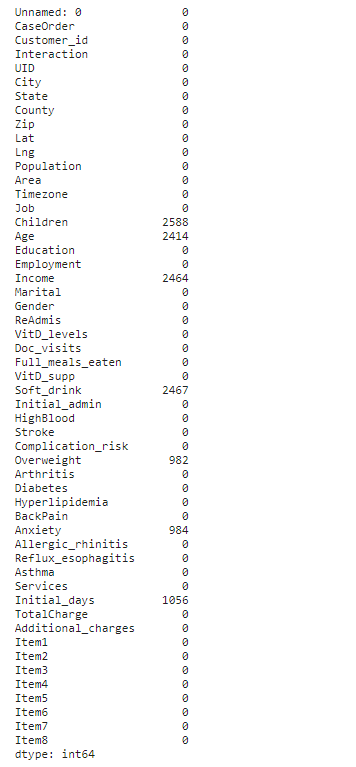 Unnamed: 0 0
CaseOrder 0
Customer_id 0
Interaction 0
UID 0
City 0
State 0
County 0
Zip 0
Lat 0
Lng 0
Population 0
Area 0
Timezone 0
Job 0
Children 2588
Age 2414
Education 0
Employment 0
Income 2464
Marital 0
Gender 0
ReAdmis 0
VitD_levels 0
Doc_visits 0
Full_meals_eaten 0
VitD_supp 0
Soft_drink 2467
Initial_admin 0
HighBlood 0
Stroke 0
Complication_risk 0
Overweight 982
Arthritis 0
Diabetes 0
Hyperlipidemia 0
BackPain 0
Anxiety 984
Allergic_rhinitis 0
Reflux_esophagitis 0
Asthma 0
Services 0
Initial_days 1056
TotalCharge 0
Additional_charges 0
Item1 0
Item2 0
Item3 0
Item4 0
Item5 0
Item6 0
Item7 0
Item8 0
dtype: int64